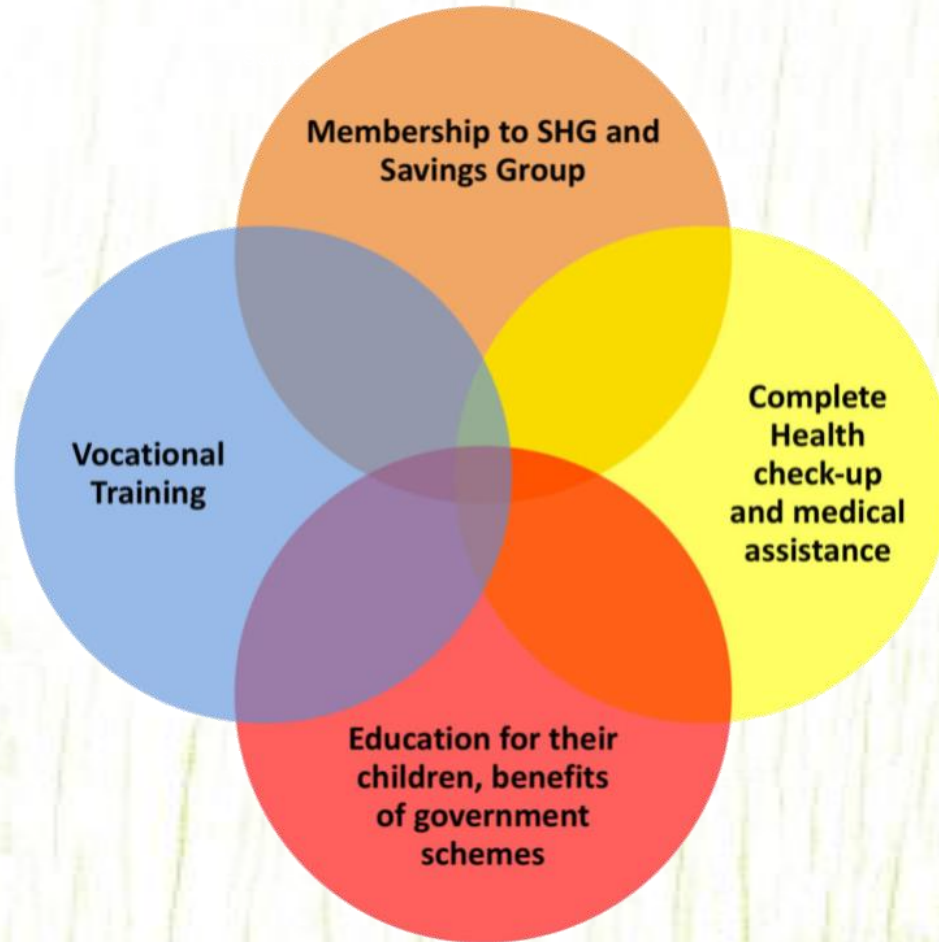 Membership to SHG and
Savings Group
Vocational
Training
Complete
Health
check-up
and medical
assistance
Education for their
children, benefits
of government
schemes